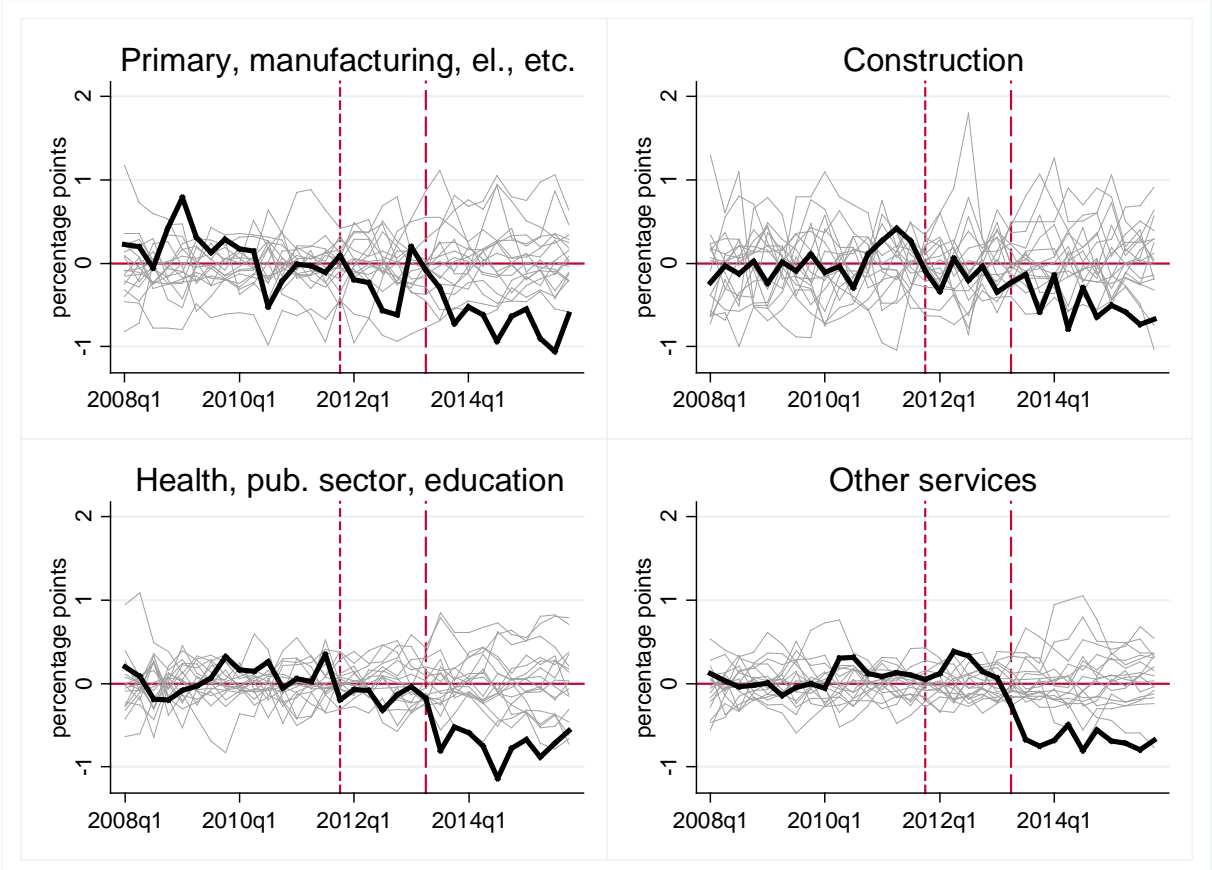 Primary, manufacturing, el., etc.
percentage points
2
1
0
-1
2008q1 2010q1 2012q1 2014q1
Construction
percentage points
2
1
0
-1
2008q1 2010q1 2012q1 2014q1
Health, pub. sector, education
percentage points
2
1
0
-1
2008q1 2010q1 2012q1 2014q1
Other services
percentage points
2
1
0
-1
2008q1 2010q1 2012q1 2014q1